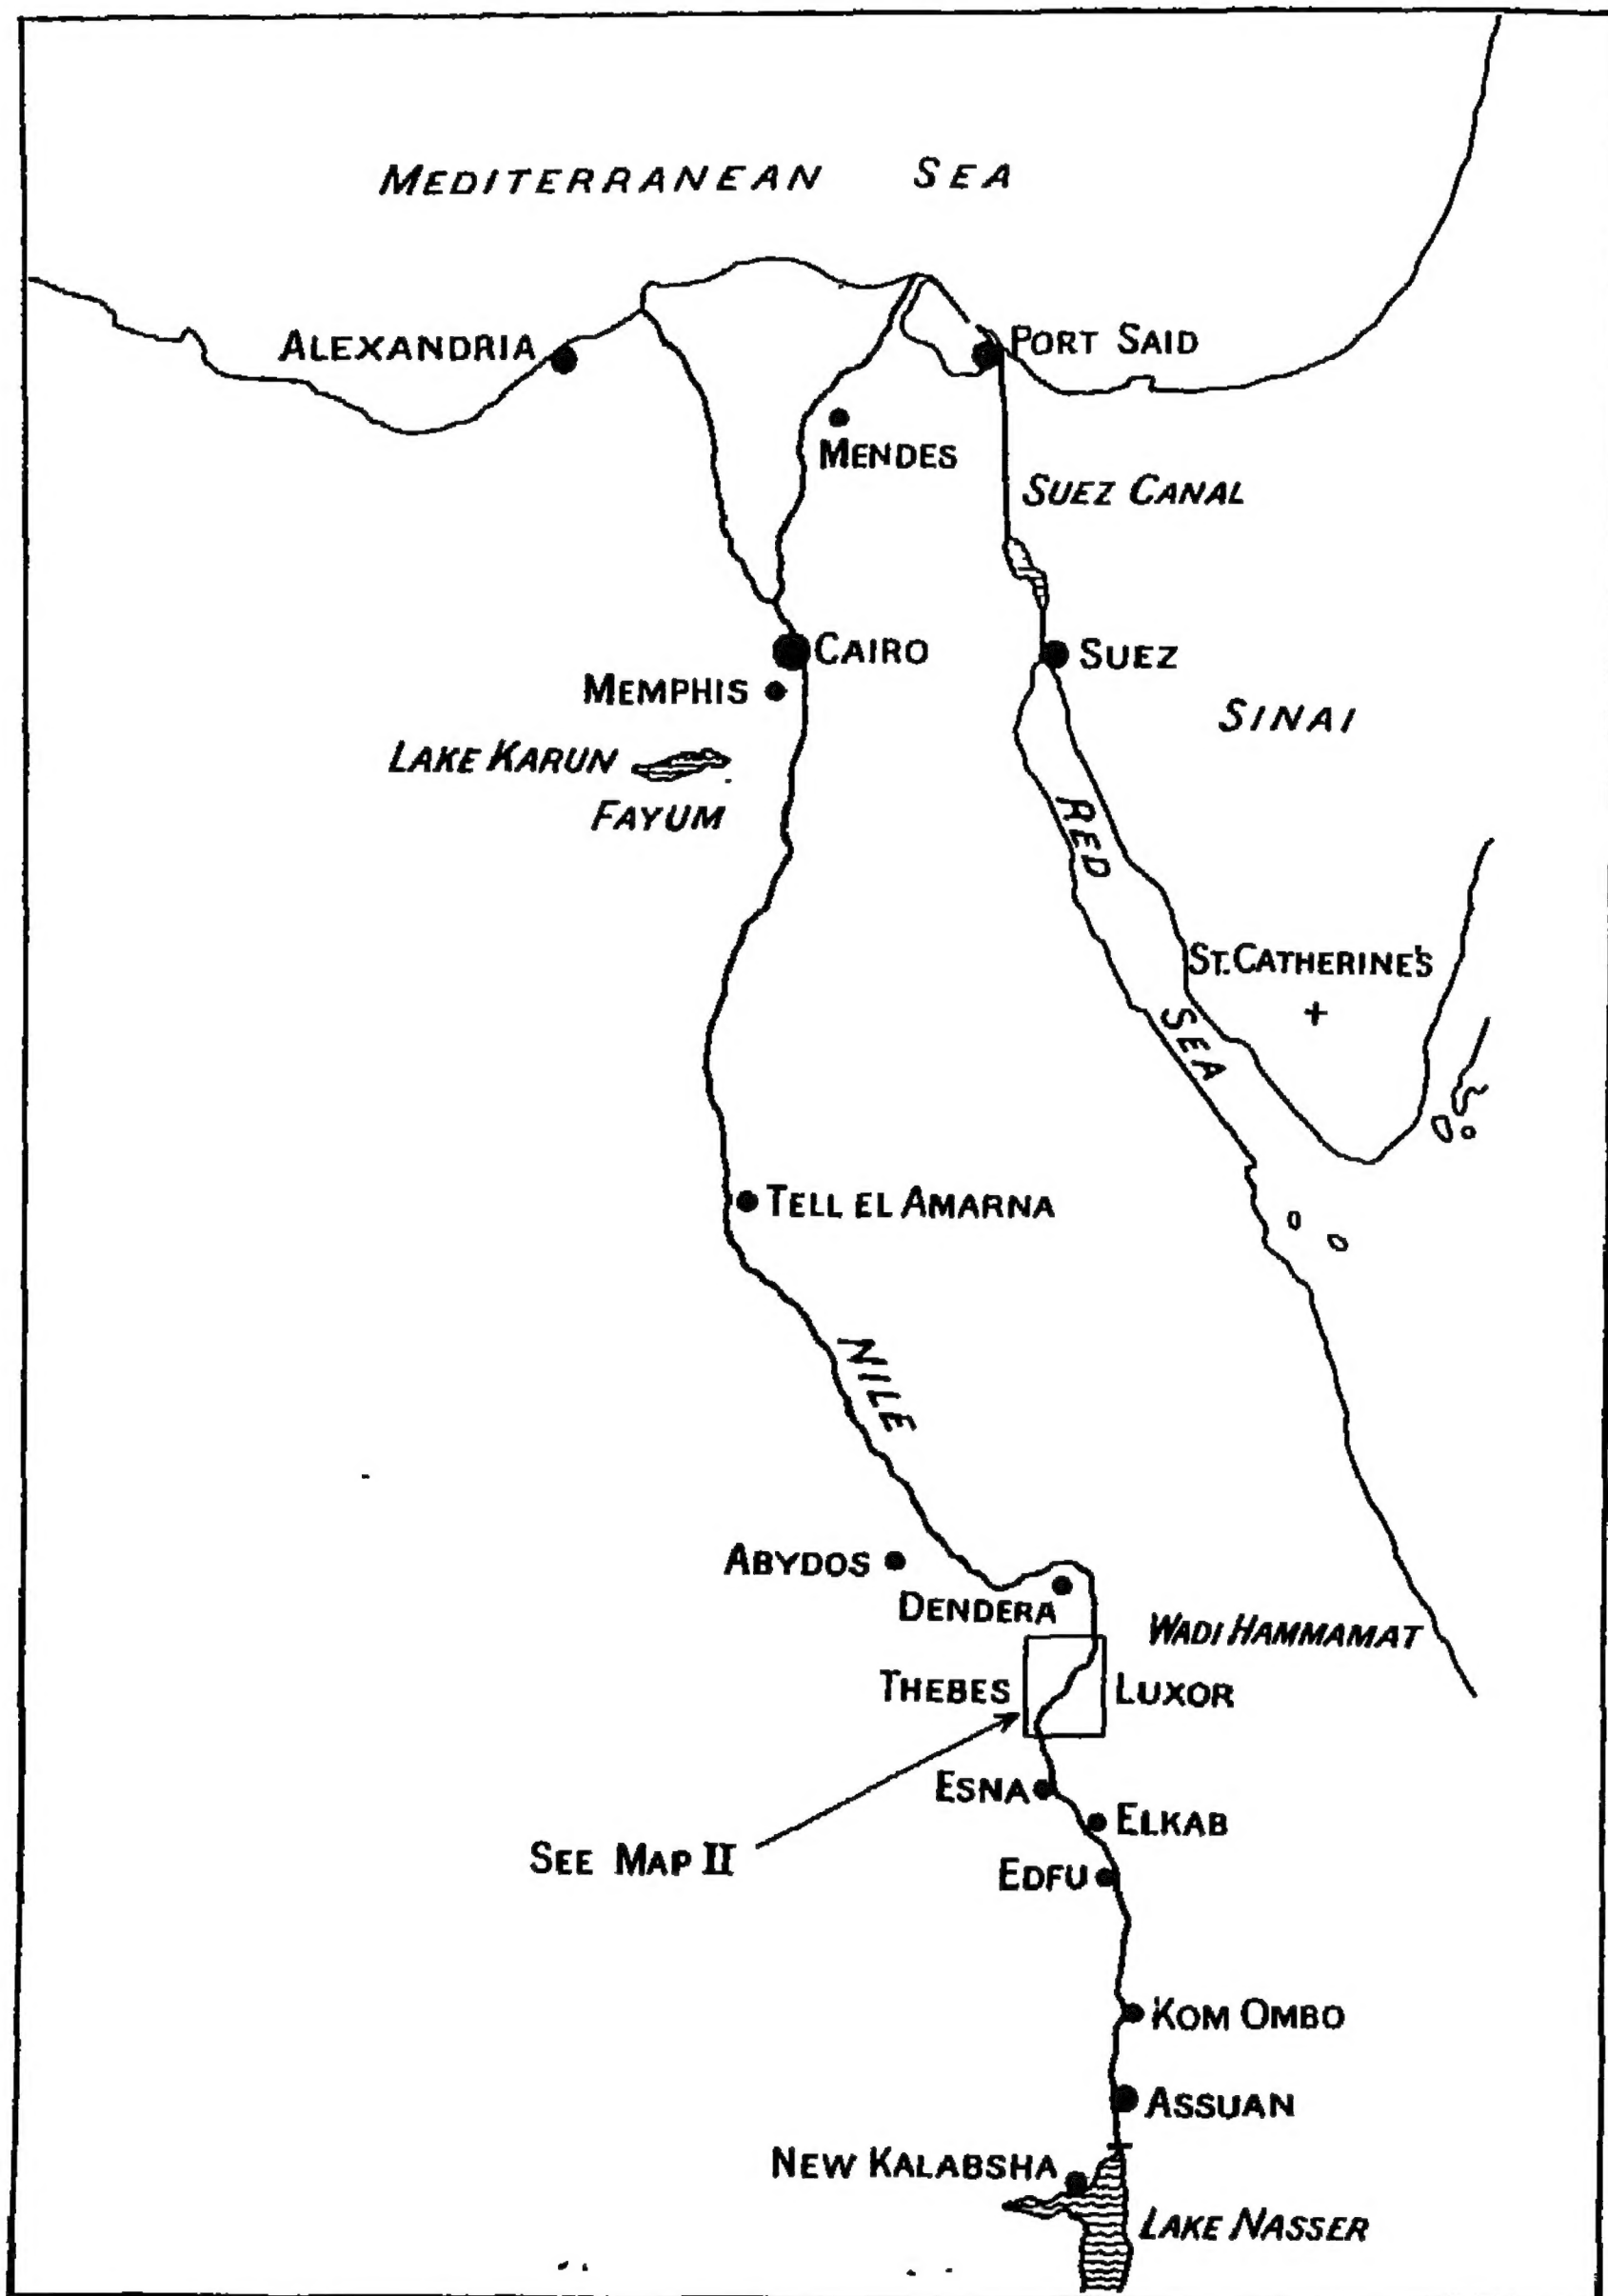 MEDITERRANEAN SEA
ALEXANDRIA
PORT SAID
MENDES
SUEZ CANAL
CAIRO
SUEZ
MEMPHIS
SINAI
LAKE KARUN
FAYUM
RED SEA
ST. CATHERINE'S
TELL EL AMARNA
NILE
ABYDOS
DENDERA
WADI HAMMAMAT
THEBES
LUXOR
ESNA
ELKAB
SEE MAP II
EDFU
KOM OMBO
ASSUAN
NEW KALABSHA
LAKE NASSER